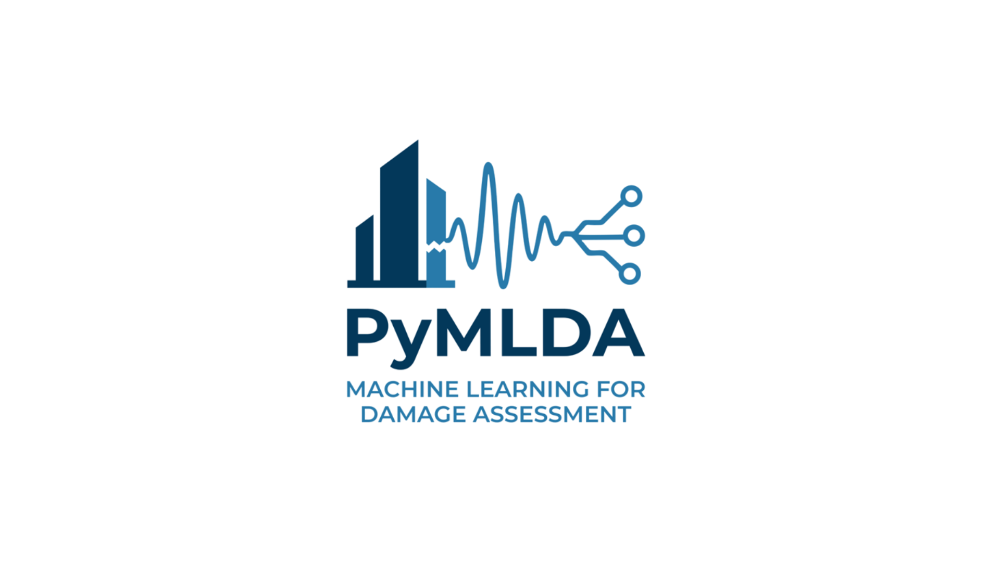 PyMLDA
MACHINE LEARNING FOR
DAMAGE ASSESSMENT